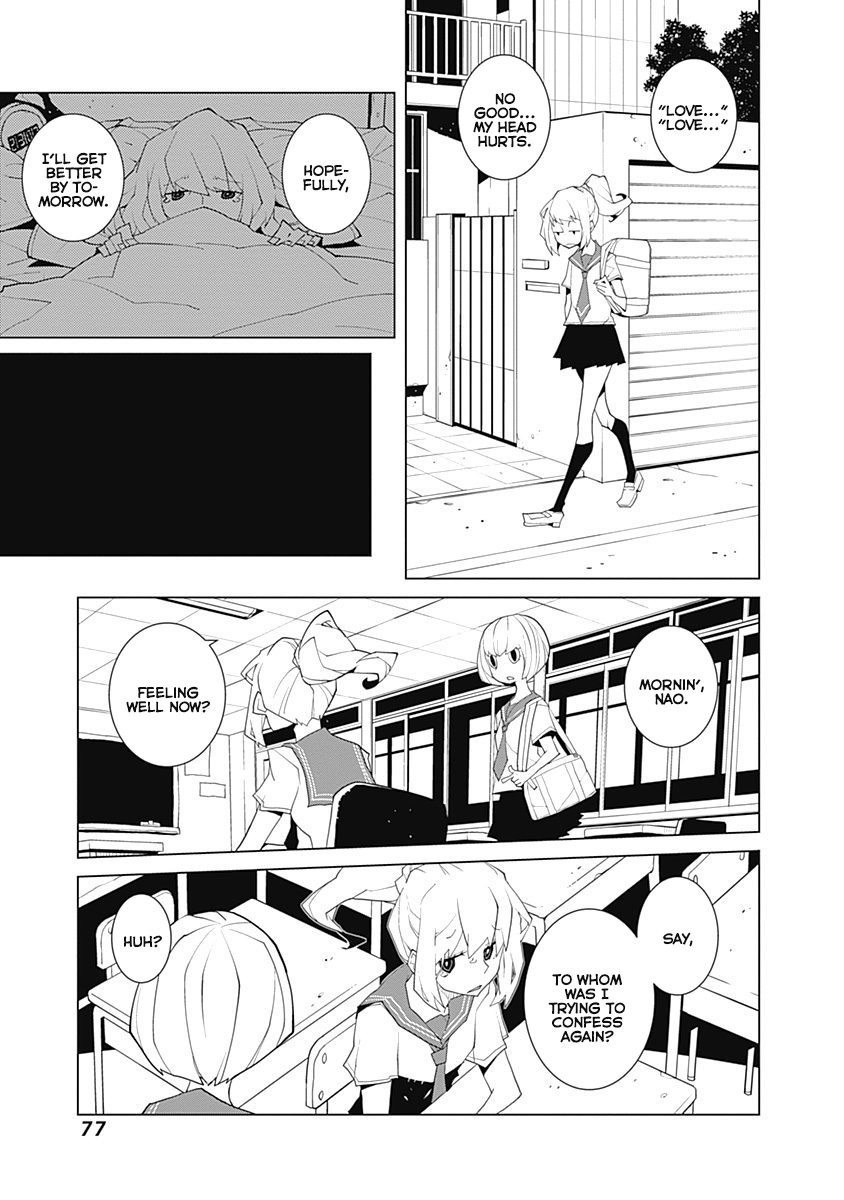 "LOVE..."
"LOVE..."
NO
GOOD...
MY HEAD
HURTS.
HOPE-
FULLY,
I'LL GET
BETTER
BY TO-
MORROW.
MORNIN',
NAO.
FEELING
WELL NOW?
SAY,
TO WHOM
WAS I
TRYING TO
CONFESS
AGAIN?
HUH?
77